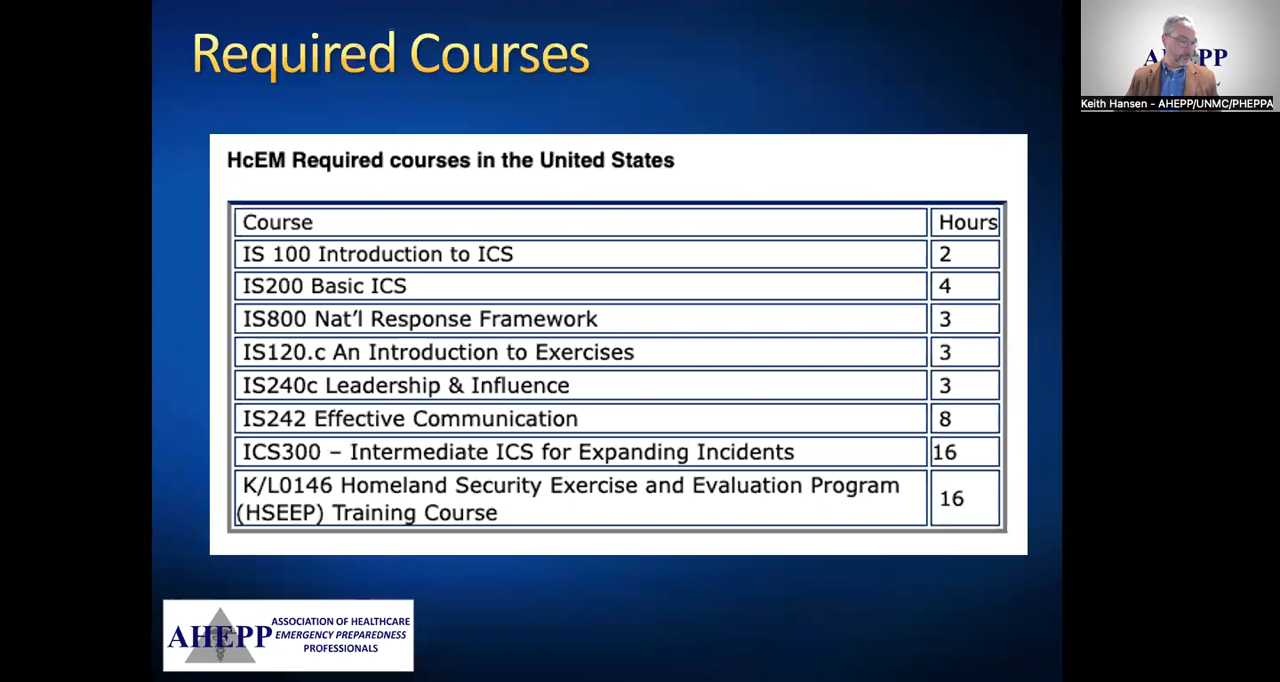 Required Courses
HcEM Required courses in the United States
Course Hours
IS 100 Introduction to ICS 2
IS200 Basic ICS 4
IS800 Nat’l Response Framework 3
IS120.c An Introduction to Exercises 3
IS240c Leadership & Influence 3
IS242 Effective Communication 8
ICS300 – Intermediate ICS for Expanding Incidents 16
K/L0146 Homeland Security Exercise and Evaluation Program
(HSEEP) Training Course 16
AHEPP
ASSOCIATION OF HEALTHCARE
EMERGENCY PREPAREDNESS
PROFESSIONALS
Keith Hansen - AHEPP/UNMC/PHEPPA